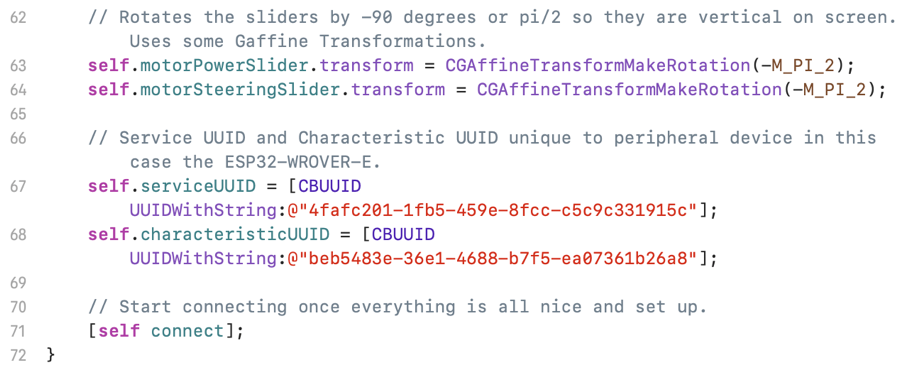 62 // Rotates the sliders by -90 degrees or pi/2 so they are vertical on screen.
Uses some Gaffine Transformations.
63 self.motorPowerSlider.transform = CGAffineTransformMakeRotation(-M_PI_2);
64 self.motorSteeringSlider.transform = CGAffineTransformMakeRotation(-M_PI_2);
65
66 // Service UUID and Characteristic UUID unique to peripheral device in this
case the ESP32-WROVER-E.
67 self.serviceUUID = [CBUUID
UUIDWithString:@"4fafc201-1fb5-459e-8fcc-c5c9c331915c"];
68 self.characteristicUUID = [CBUUID
UUIDWithString:@"beb5483e-36e1-4688-b7f5-ea07361b26a8"];
69
70 // Start connecting once everything is all nice and set up.
71 [self connect];
72 }